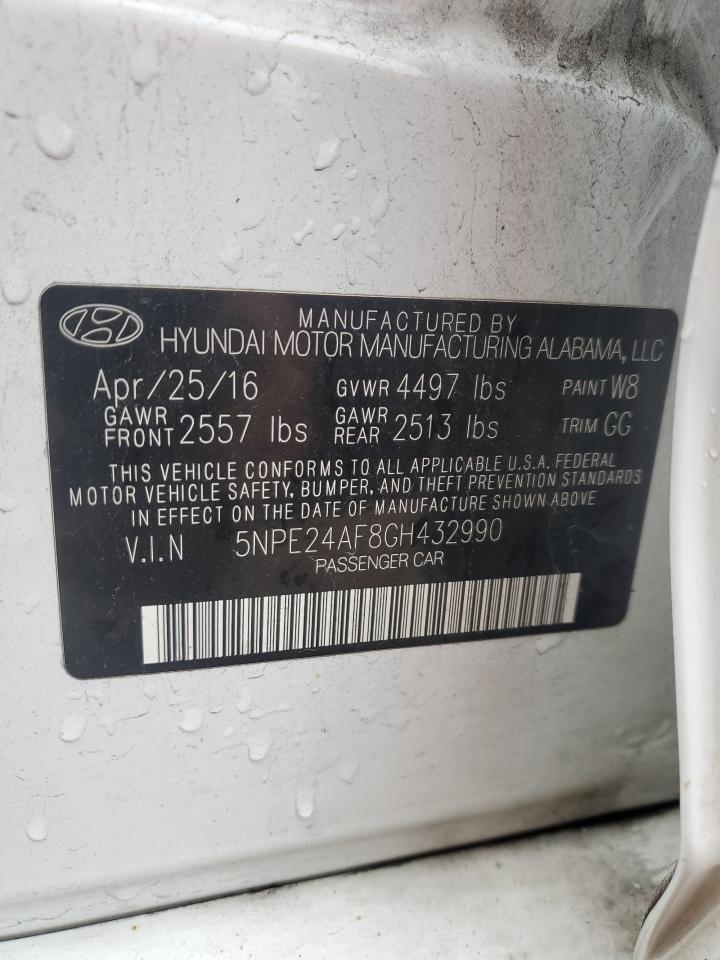 MANUFACTURED BY
HYUNDAI MOTOR MANUFACTURING ALABAMA, LLC
Apr/25/16 GVWR 4497 lbs PAINT W8
GAWR FRONT 2557 lbs GAWR REAR 2513 lbs TRIM GG
THIS VEHICLE CONFORMS TO ALL APPLICABLE U.S.A. FEDERAL
MOTOR VEHICLE SAFETY, BUMPER, AND THEFT PREVENTION STANDARDS
IN EFFECT ON THE DATE OF MANUFACTURE SHOWN ABOVE
V.I.N 5NPE24AF8GH432990
PASSENGER CAR